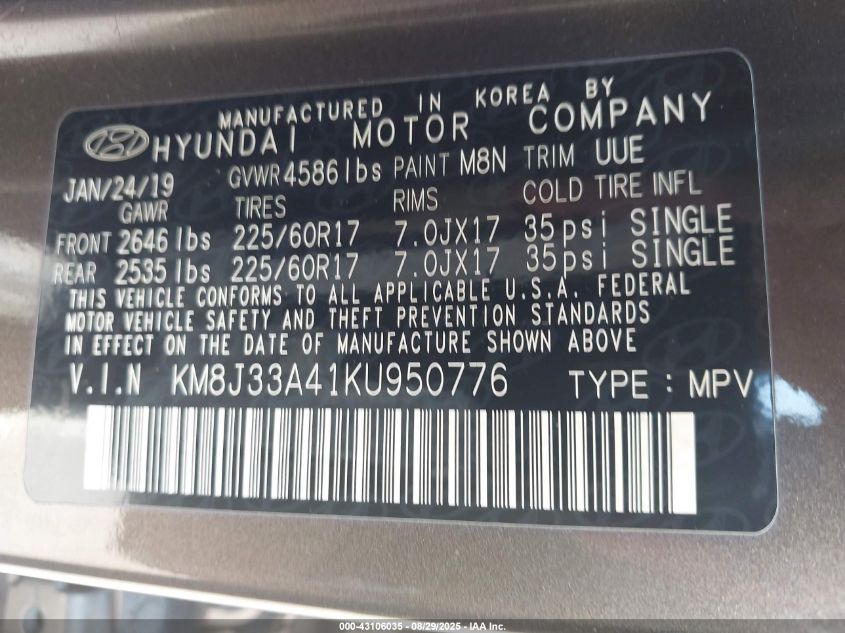 MANUFACTURED IN KOREA BY
HYUNDAI MOTOR COMPANY
JAN/24/19 GVWR 4586 lbs PAINT M8N TRIM UUE
GAWR TIRES RIMS COLD TIRE INFL
FRONT 2646 lbs 225/60R17 7.0JX17 35psi SINGLE
REAR 2535 lbs 225/60R17 7.0JX17 35psi SINGLE
THIS VEHICLE CONFORMS TO ALL APPLICABLE U.S.A. FEDERAL
MOTOR VEHICLE SAFETY AND THEFT PREVENTION STANDARDS
IN EFFECT ON THE DATE OF MANUFACTURE SHOWN ABOVE
V.I.N KM8J33A41KU950776 TYPE: MPV
000-43106035 - 08/29/2025 - IAA Inc.